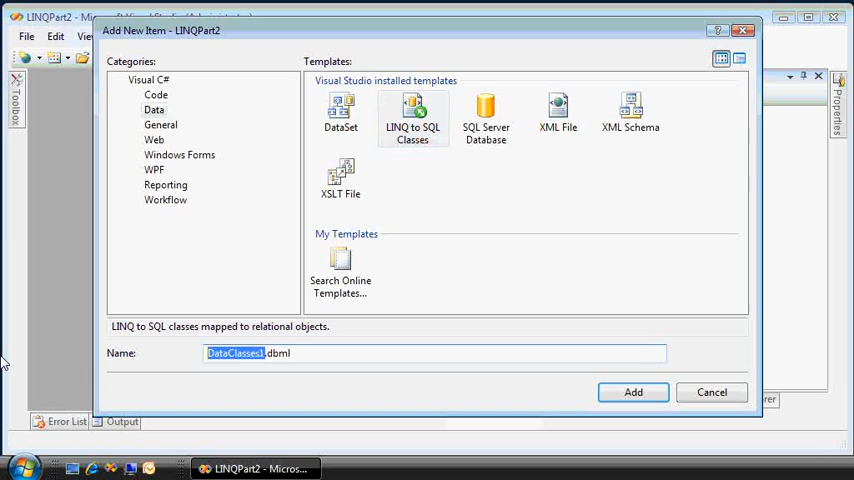 LINQPart2 - M
File Edit
Add New Item - LINQPart2
Categories:
Templates:
Visual C#
Code
Data
General
Web
Windows Forms
WPF
Reporting
Workflow
Visual Studio installed templates
DataSet
LINQ to SQL
Classes
SQL Server
Database
XML File
XML Schema
XSLT File
My Templates
Search Online
Templates...
LINQ to SQL classes mapped to relational objects.
Name:
DataClasses1.dbml
Add
Cancel
Toolbox
Properties
Error List
Output
LINQPart2 - Micros...